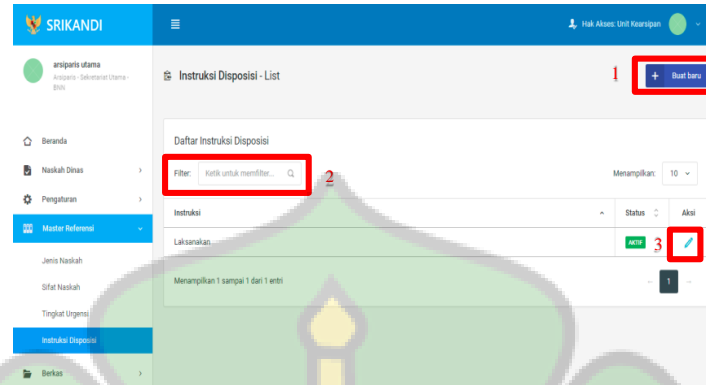 SRIKANDI
Hak Akses: Unit Kearsipan
arsiparis utama
Arsiparis - Sekretariat Utama -
BNN
Instruksi Disposisi - List
1
+ Buat baru
Beranda
Naskah Dinas
Pengaturan
Master Referensi
Jenis Naskah
Sifat Naskah
Tingkat Urgensi
Instruksi Disposisi
Berkas
Daftar Instruksi Disposisi
Filter: Ketik untuk memfilter...
2
Menampilkan: 10
Instruksi Status Aksi
Laksanakan AKTIF
3
Menampilkan 1 sampai 1 dari 1 entri
1